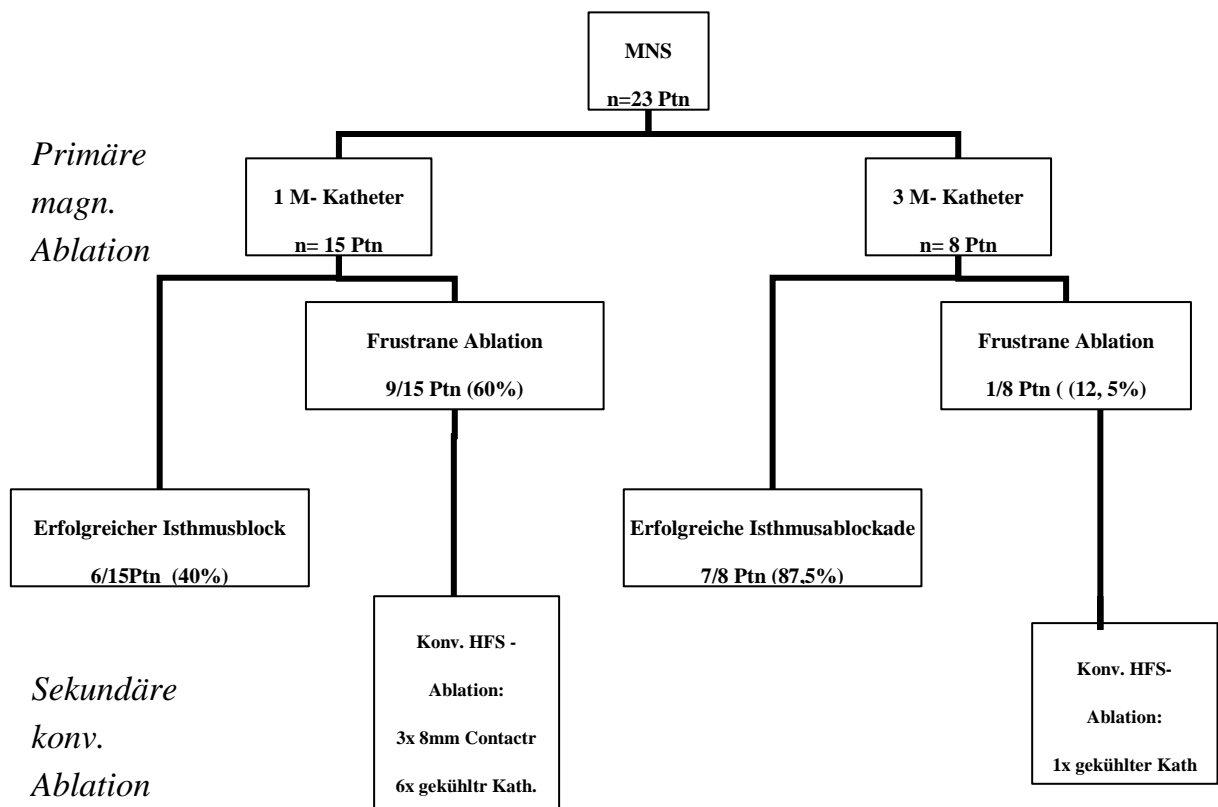 MNS
n=23 Ptn
Primäre
magn.
Ablation
1 M- Katheter
n= 15 Ptn
3 M- Katheter
n= 8 Ptn
Frustrane Ablation
9/15 Ptn (60%)
Frustrane Ablation
1/8 Ptn ( (12, 5%)
Erfolgreicher Isthmusblock
6/15Ptn (40%)
Erfolgreiche Isthmusablockade
7/8 Ptn (87,5%)
Sekundäre
konv.
Ablation
Konv. HFS -
Ablation:
3x 8mm Contactr
6x gekühltr Kath.
Konv. HFS-
Ablation:
1x gekühlter Kath